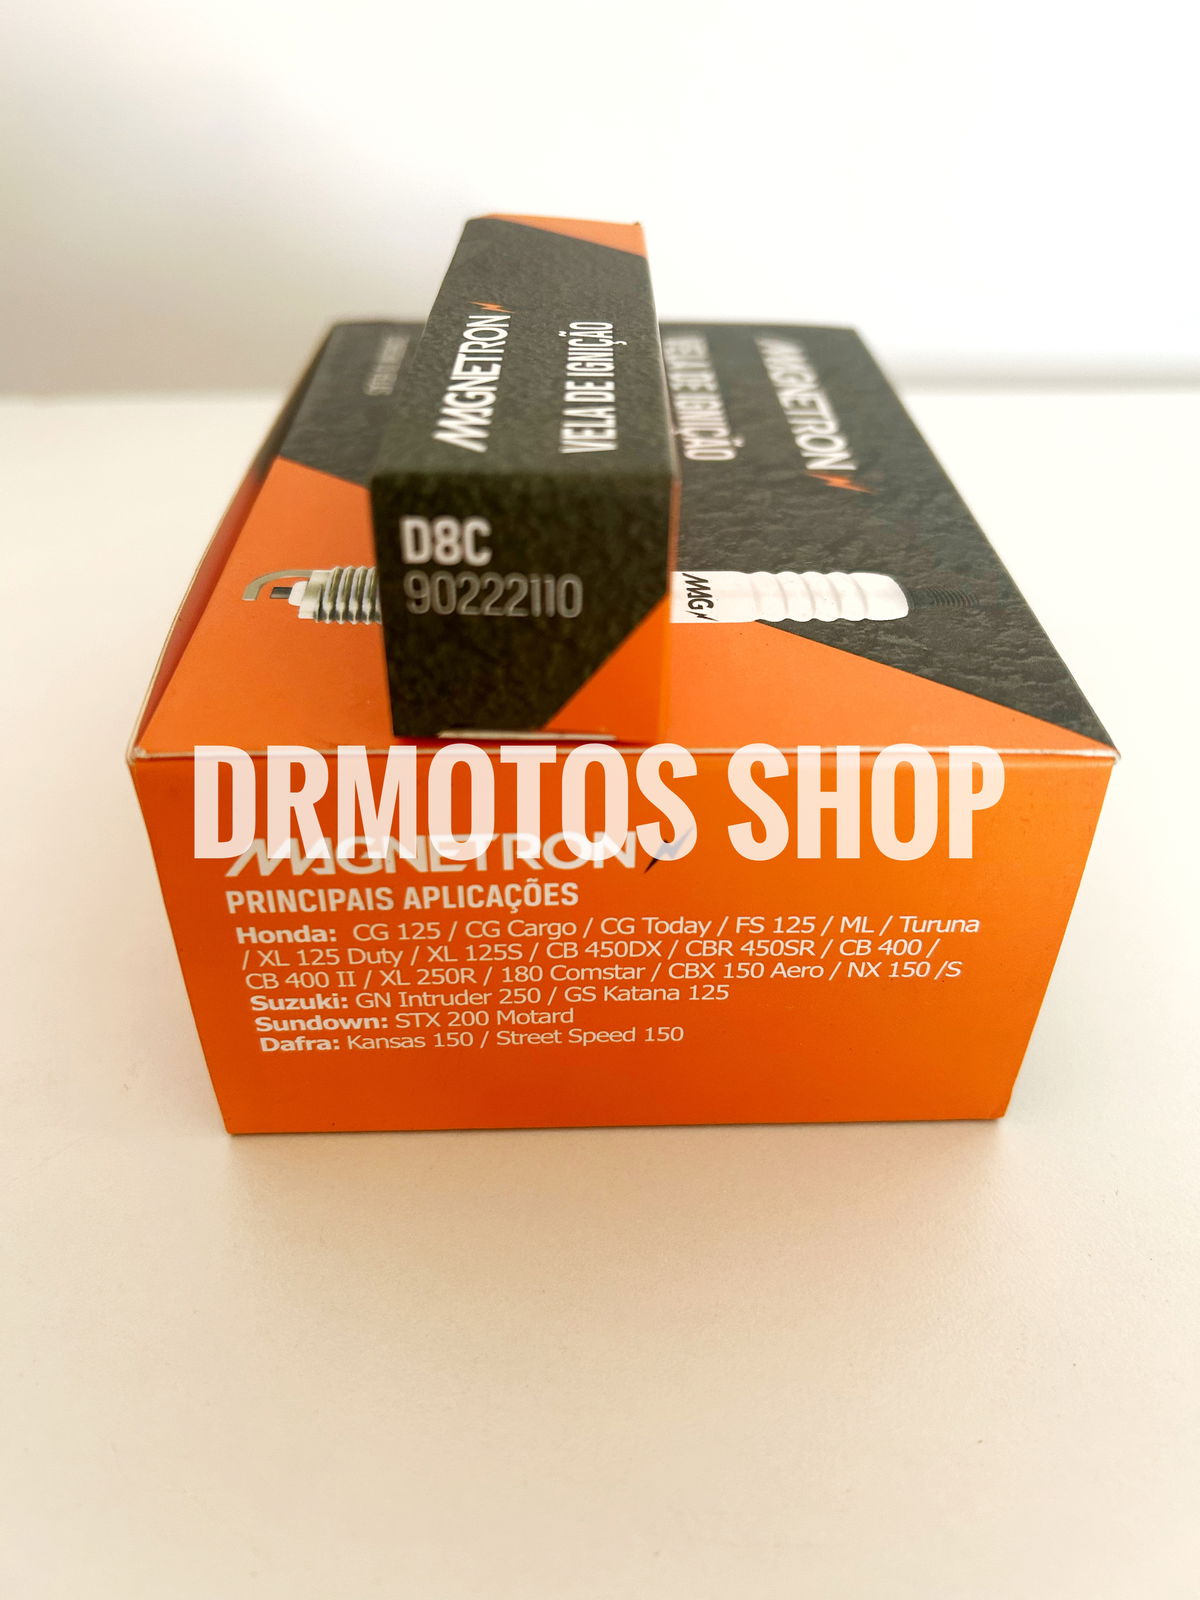 MAGNETRON
VELA DE IGNIÇÃO
MAGNETRON
VELA DE IGNIÇÃO
D8C
90222110
MAG
DRMOTOS SHOP
MAGNETRON
PRINCIPAIS APLICAÇÕES
Honda: CG 125 / CG Cargo / CG Today / FS 125 / ML / Turuna
/ XL 125 Duty / XL 125S / CB 450DX / CBR 450SR / CB 400 /
CB 400 II / XL 250R / 180 Comstar / CBX 150 Aero / NX 150 /S
Suzuki: GN Intruder 250 / GS Katana 125
Sundown: STX 200 Motard
Dafra: Kansas 150 / Street Speed 150